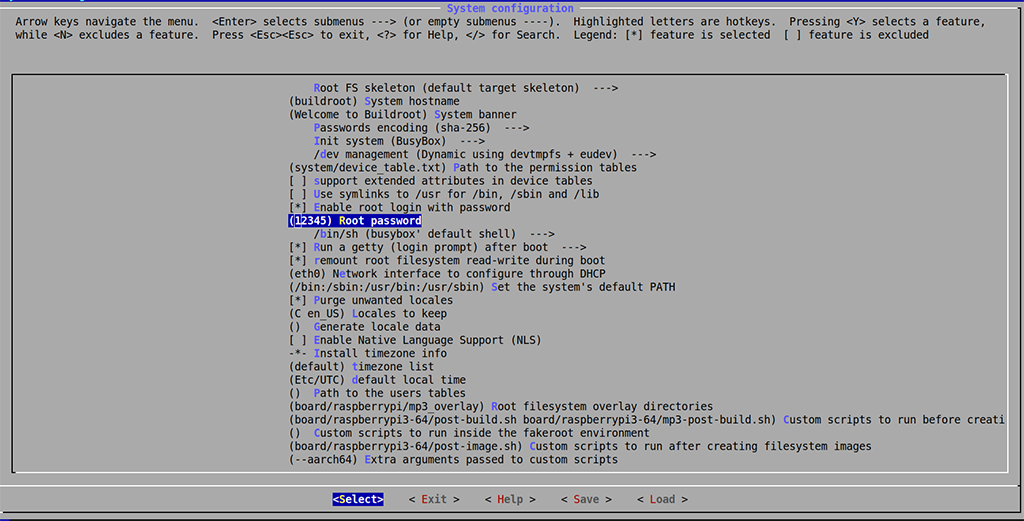 System configuration
Arrow keys navigate the menu.  <Enter> selects submenus ---> (or empty submenus ----).  Highlighted letters are hotkeys.  Pressing <Y> selects a feature,
while <N> excludes a feature.  Press <Esc><Esc> to exit, <?> for Help, </> for Search.  Legend: [*] feature is selected  [ ] feature is excluded
Root FS skeleton (default target skeleton)  --->
(buildroot) System hostname
(Welcome to Buildroot) System banner
Passwords encoding (sha-256)  --->
Init system (BusyBox)  --->
/dev management (Dynamic using devtmpfs + eudev)  --->
(system/device_table.txt) Path to the permission tables
[ ] support extended attributes in device tables
[ ] Use symlinks to /usr for /bin, /sbin and /lib
[*] Enable root login with password
(12345) Root password
/bin/sh (busybox' default shell)  --->
[*] Run a getty (login prompt) after boot  --->
[*] remount root filesystem read-write during boot
(eth0) Network interface to configure through DHCP
(/bin:/sbin:/usr/bin:/usr/sbin) Set the system's default PATH
[*] Purge unwanted locales
(C en_US) Locales to keep
()  Generate locale data
[ ] Enable Native Language Support (NLS)
-*- Install timezone info
(default) timezone list
(Etc/UTC) default local time
()  Path to the users tables
(board/raspberrypi/mp3_overlay) Root filesystem overlay directories
(board/raspberrypi3-64/post-build.sh board/raspberrypi3-64/mp3-post-build.sh) Custom scripts to run before creati
()  Custom scripts to run inside the fakeroot environment
(board/raspberrypi3-64/post-image.sh) Custom scripts to run after creating filesystem images
(--aarch64) Extra arguments passed to custom scripts
<Select>    < Exit >    < Help >    < Save >    < Load >